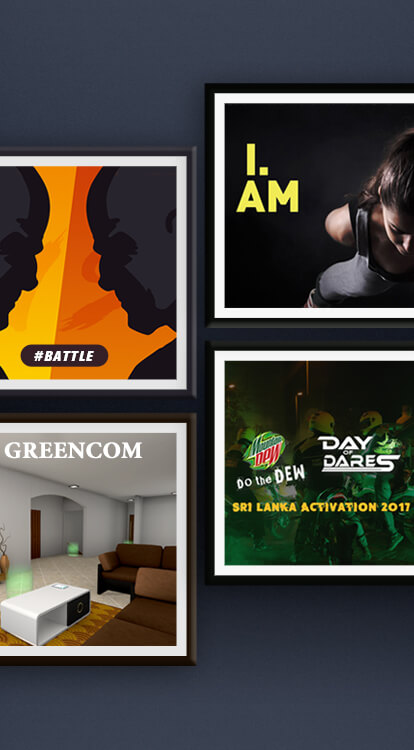 I.
AM
#BATTLE
Mountain
DEW
DO THE DEW
DAY
OF
DARES
SRI LANKA ACTIVATION 2017
GREENCOM